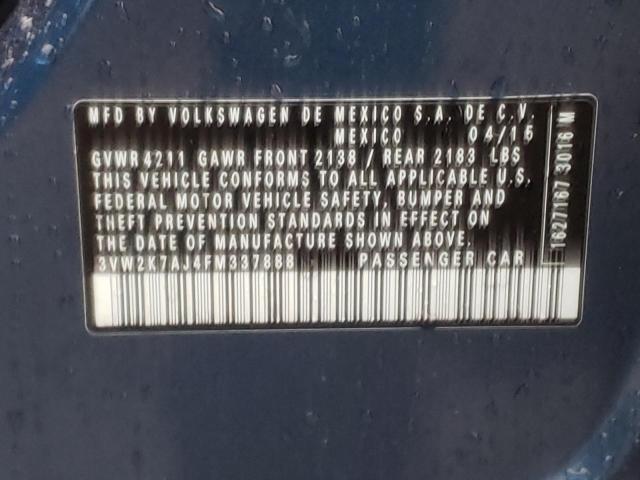 MFD BY VOLKSWAGEN DE MEXICO S.A. DE C.V.
MEXICO 04/15
GVWR 4211 GAWR FRONT 2138 / REAR 2183 LBS
THIS VEHICLE CONFORMS TO ALL APPLICABLE U.S.
FEDERAL MOTOR VEHICLE SAFETY, BUMPER AND
THEFT PREVENTION STANDARDS IN EFFECT ON
THE DATE OF MANUFACTURE SHOWN ABOVE.
3VW2K7AJ4FM337888 PASSENGER CAR
1627/167 3016 M